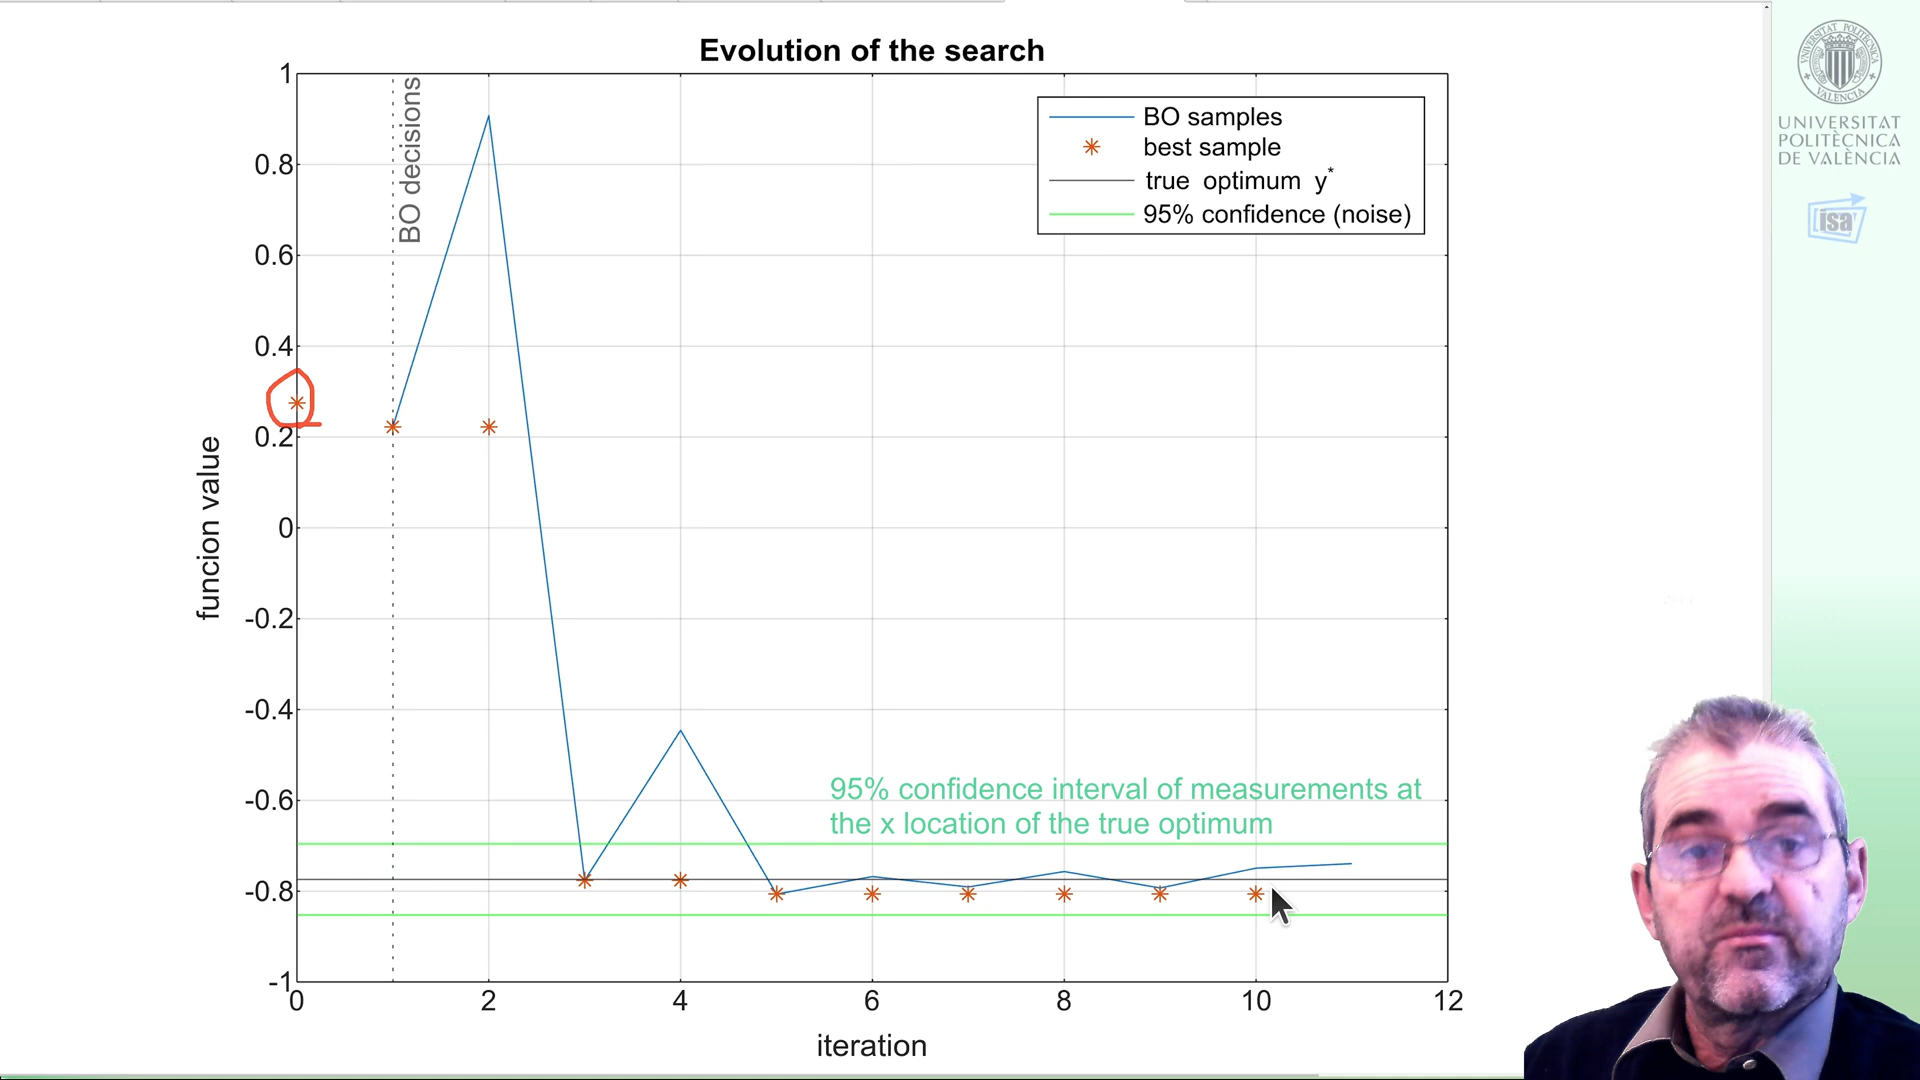 Evolution of the search
1
0.8
0.6
0.4
0.2
0
-0.2
-0.4
-0.6
-0.8
-1
0
2
4
6
8
10
12
iteration
funcion value
BO decisions
BO samples
best sample
true optimum y*
95% confidence (noise)
95% confidence interval of measurements at
the x location of the true optimum
UNIVERSITAT
POLITÈCNICA
DE VALÈNCIA
isa